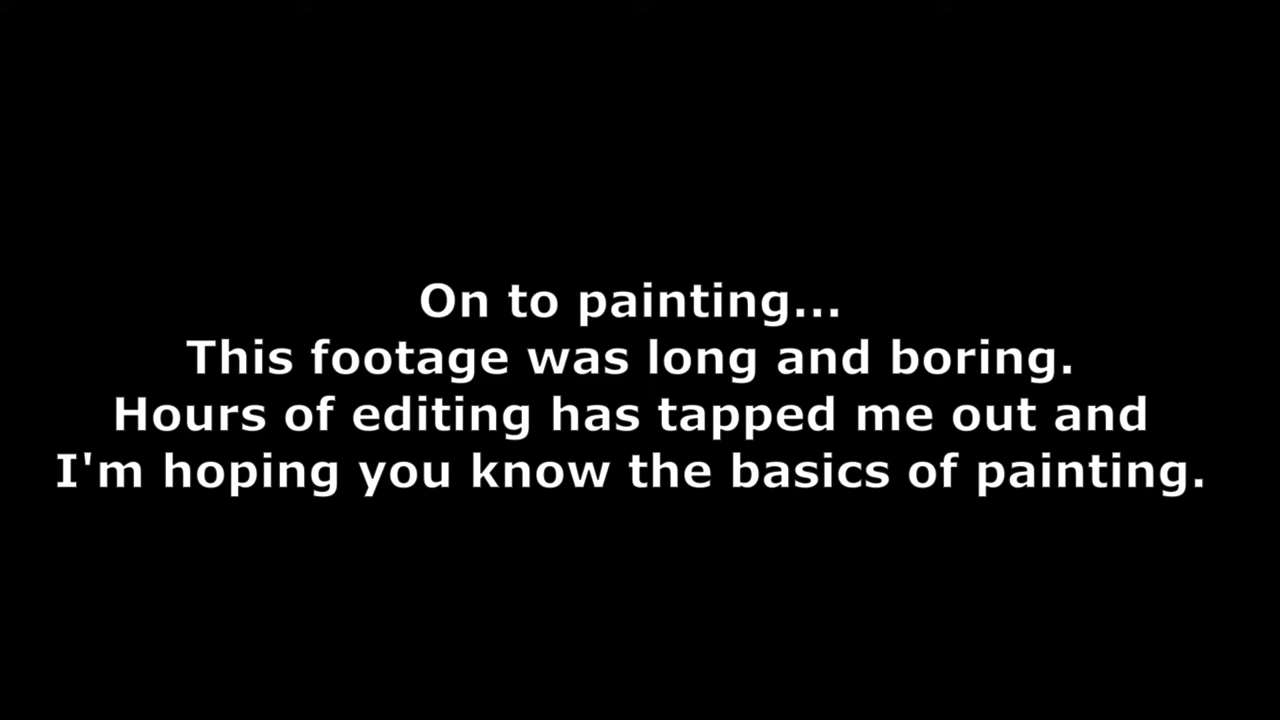 On to painting...
This footage was long and boring.
Hours of editing has tapped me out and
I'm hoping you know the basics of painting.